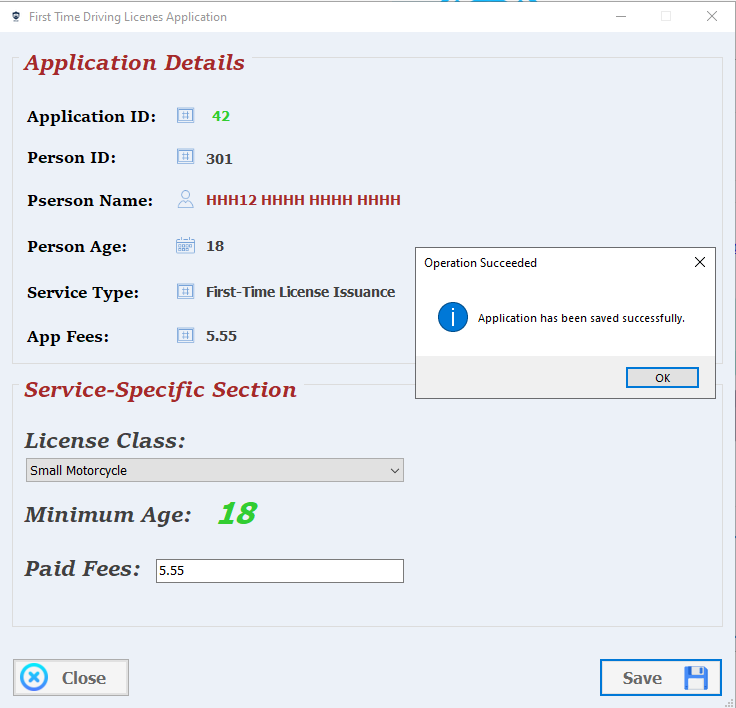 First Time Driving Licenes Application
Application Details
Application ID: 42
Person ID: 301
Pserson Name: HHH12 HHHH HHHH HHHH
Person Age: 18
Service Type: First-Time License Issuance
App Fees: 5.55
Operation Succeeded
Application has been saved successfully.
OK
Service-Specific Section
License Class:
Small Motorcycle
Minimum Age: 18
Paid Fees: 5.55
Close
Save